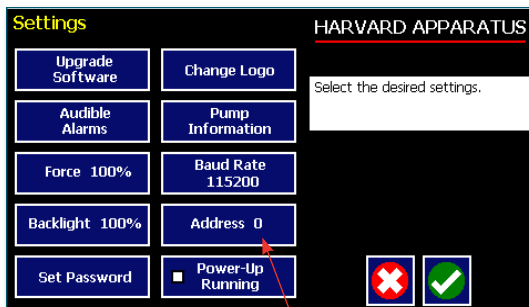 Settings
HARVARD APPARATUS
Upgrade
Software
Change Logo
Select the desired settings.
Audible
Alarms
Pump
Information
Force 100%
Baud Rate
115200
Backlight 100%
Address 0
Set Password
Power-Up
Running